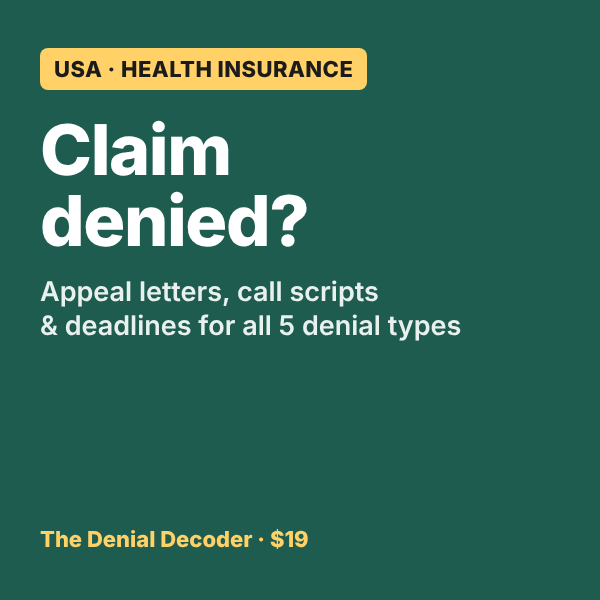 USA · HEALTH INSURANCE
Claim
denied?
Appeal letters, call scripts
& deadlines for all 5 denial types
The Denial Decoder · $19